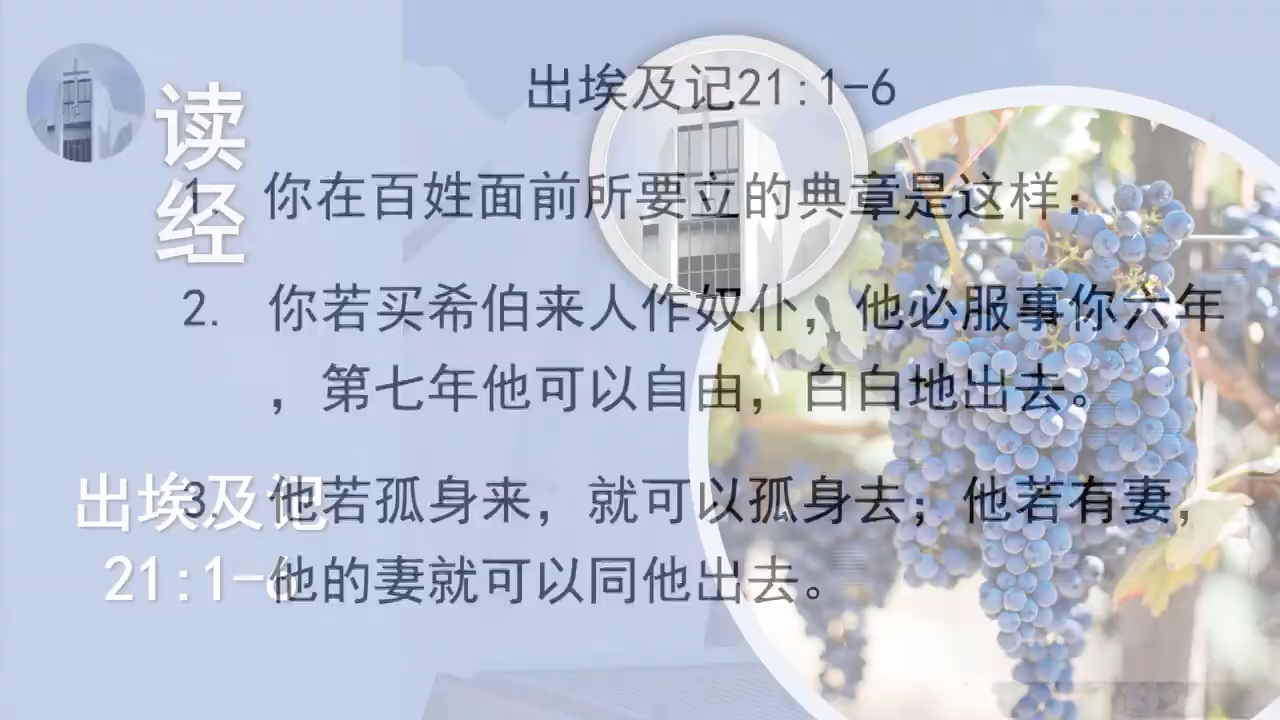 读经
出埃及记21:1-6
1. 你在百姓面前所要立的典章是这样：
2. 你若买希伯来人作奴仆，他必服事你六年
，第七年他可以自由，白白地出去。
3. 他若孤身来，就可以孤身去；他若有妻，
他的妻就可以同他出去。
出埃及记
21:1-6